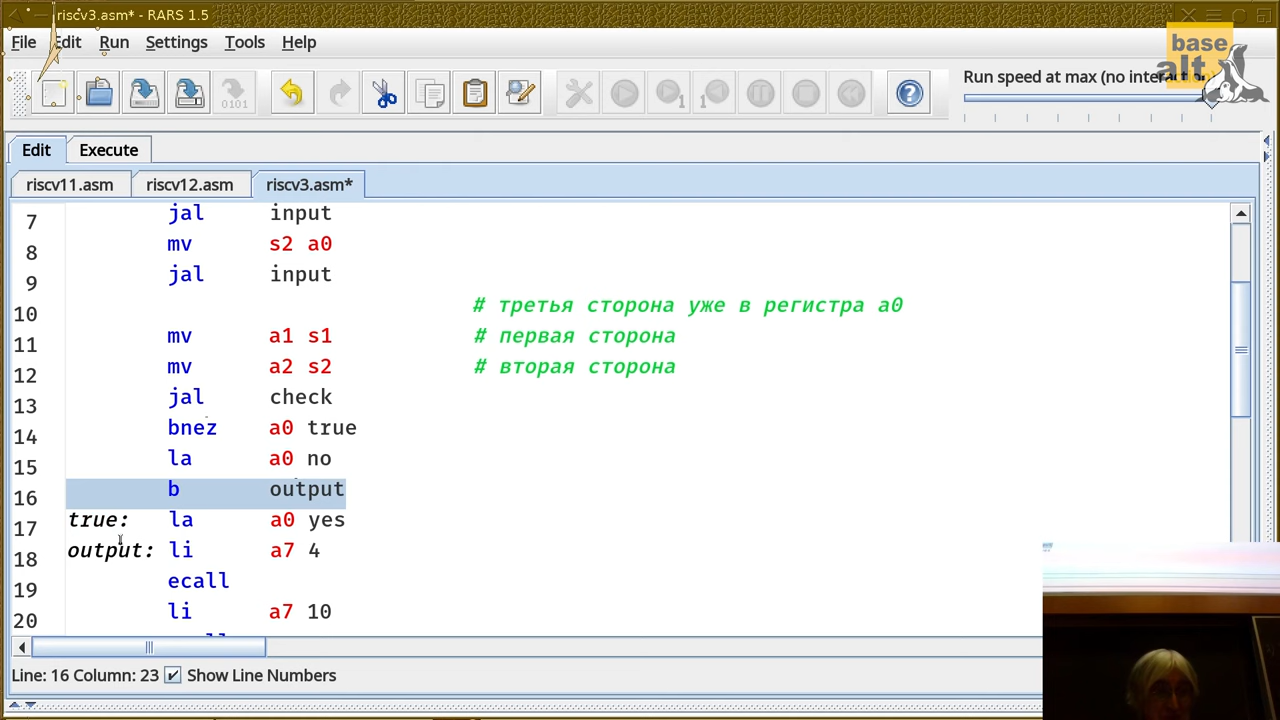 riscv3.asm* - RARS 1.5
File Edit Run Settings Tools Help
base
alt
Run speed at max (no interaction)
Edit Execute
riscv11.asm riscv12.asm riscv3.asm*
7 jal input
8 mv s2 a0
9 jal input
10 # третья сторона уже в регистра a0
11 mv a1 s1 # первая сторона
12 mv a2 s2 # вторая сторона
13 jal check
14 bnez a0 true
15 la a0 no
16 b output
17 true: la a0 yes
18 output: li a7 4
19 ecall
20 li a7 10
Line: 16 Column: 23 Show Line Numbers